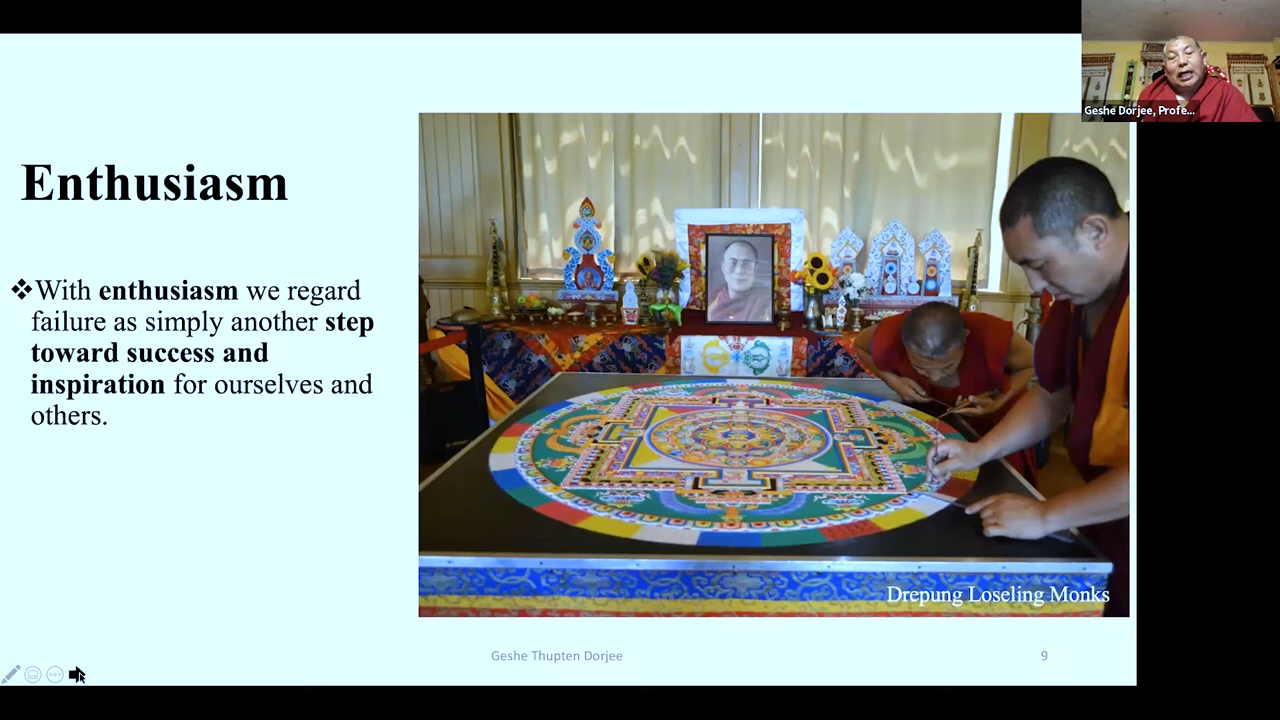 Geshe Dorjee, Profe...
Enthusiasm
❖With enthusiasm we regard
failure as simply another step
toward success and
inspiration for ourselves and
others.
Drepung Loseling Monks
Geshe Thupten Dorjee
9